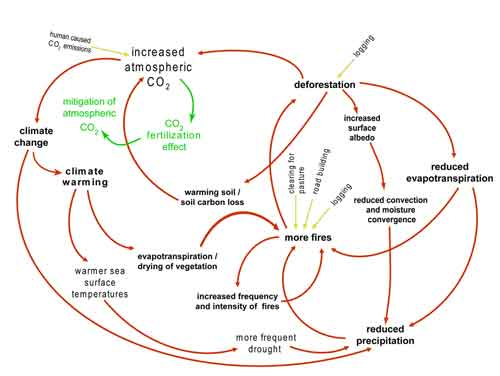 human caused
CO2 emissions
increased
atmospheric
CO2
logging
deforestation
mitigation of
atmospheric
CO2
CO2
fertilization
effect
increased
surface
albedo
climate
change
climate
warming
clearing for
pasture
road building
logging
reduced
evapotranspiration
warming soil /
soil carbon loss
reduced convection
and moisture
convergence
more fires
evapotranspiration /
drying of vegetation
warmer sea
surface
temperatures
increased frequency
and intensity of fires
more frequent
drought
reduced
precipitation